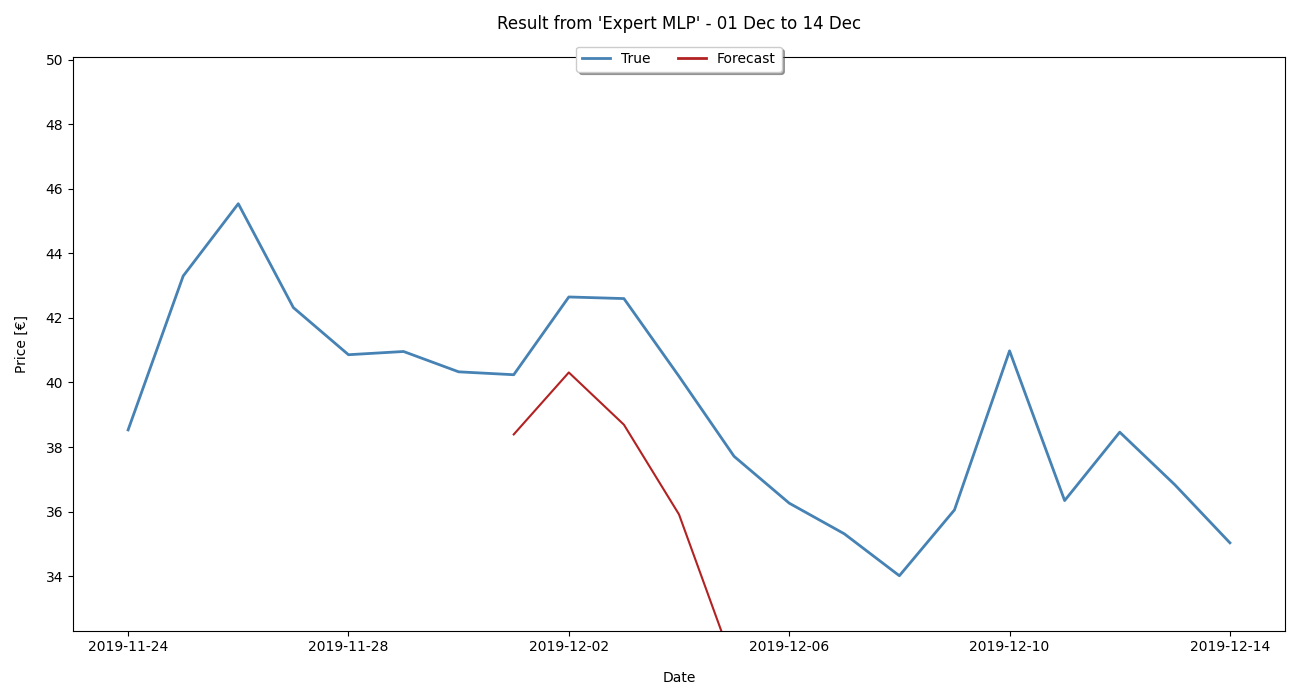 Result from 'Expert MLP' - 01 Dec to 14 Dec
True Forecast
50
48
46
44
42
40
38
36
34
Price [€]
2019-11-24 2019-11-28 2019-12-02 2019-12-06 2019-12-10 2019-12-14
Date